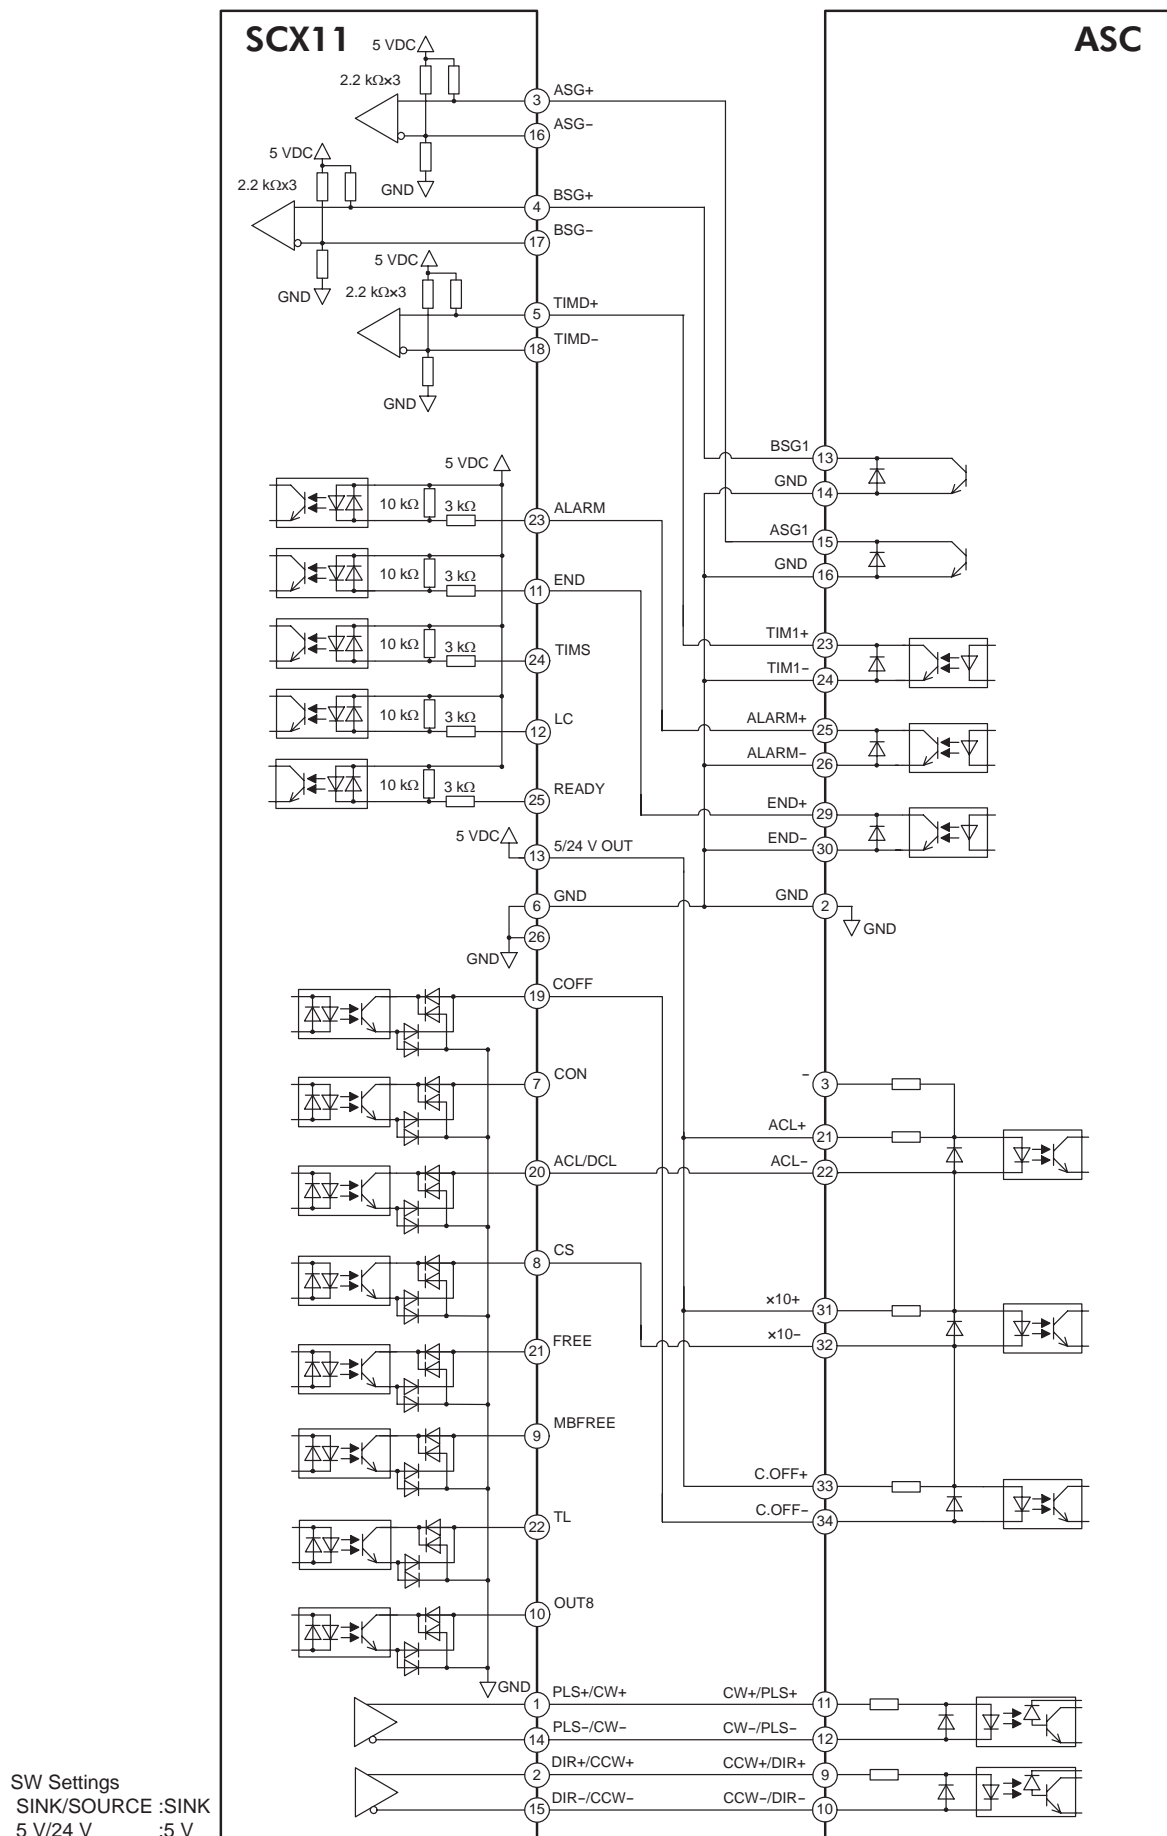 SCX11
ASC
5 VDC
2.2 kΩ×3
3 ASG+
16 ASG−
GND
5 VDC
2.2 kΩx3
4 BSG+
17 BSG−
GND
5 VDC
2.2 kΩ×3
5 TIMD+
18 TIMD−
GND
BSG1 13
GND 14
ASG1 15
GND 16
TIM1+ 23
TIM1− 24
ALARM+ 25
ALARM− 26
END+ 29
END− 30
GND 2
GND
5 VDC
10 kΩ 3 kΩ 23 ALARM
10 kΩ 3 kΩ 11 END
10 kΩ 3 kΩ 24 TIMS
10 kΩ 3 kΩ 12 LC
10 kΩ 3 kΩ 25 READY
5 VDC 13 5/24 V OUT
6 GND
26
GND
19 COFF
7 CON
20 ACL/DCL
8 CS
21 FREE
9 MBFREE
22 TL
10 OUT8
GND
− 3
ACL+ 21
ACL− 22
×10+ 31
×10− 32
C.OFF+ 33
C.OFF− 34
1 PLS+/CW+ CW+/PLS+ 11
14 PLS−/CW− CW−/PLS− 12
2 DIR+/CCW+ CCW+/DIR+ 9
15 DIR−/CCW− CCW−/DIR− 10
SW Settings
SINK/SOURCE :SINK
5 V/24 V :5 V